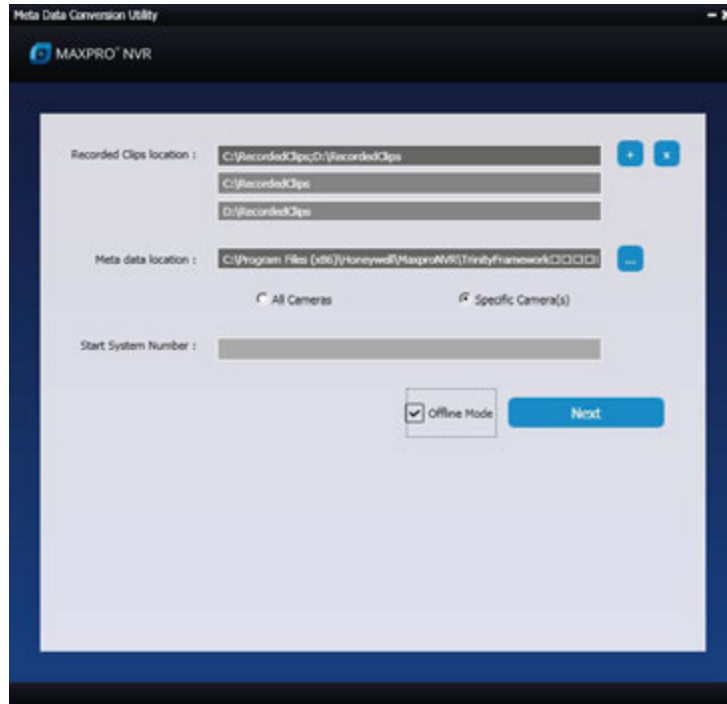 Meta Data Conversion Utility
MAXPRO® NVR
Recorded Clips location :
C:\RecordedClips;D:\RecordedClips
+
x
C:\RecordedClips
D:\RecordedClips
Meta data location :
C:\Program Files (x86)\Honeywell\MaxproNVR\TrinityFramework
...
All Cameras
Specific Camera(s)
Start System Number :
Offline Mode
Next